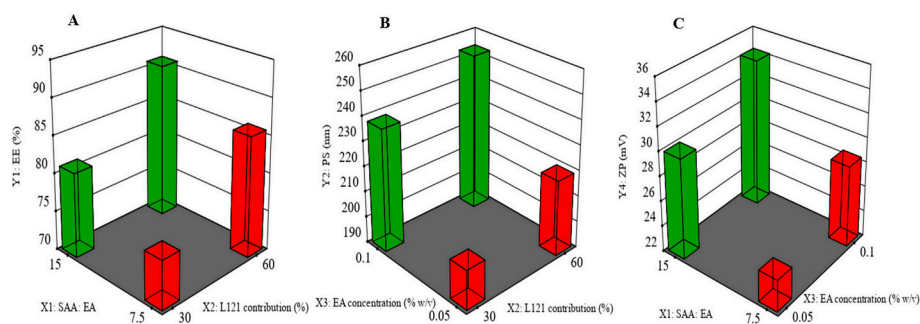 A
Y1: EE (%)
95
90
85
80
75
70
15
7.5
30
60
X1: SAA: EA
X2: L121 contribution (%)
B
Y2: PS (nm)
260
250
240
230
220
210
200
190
0.1
0.05
30
60
X3: EA concentration (% w/v)
X2: L121 contribution (%)
C
Y4: ZP (mV)
36
34
32
30
28
26
24
22
15
7.5
0.05
0.1
X1: SAA: EA
X3: EA concentration (% w/v)